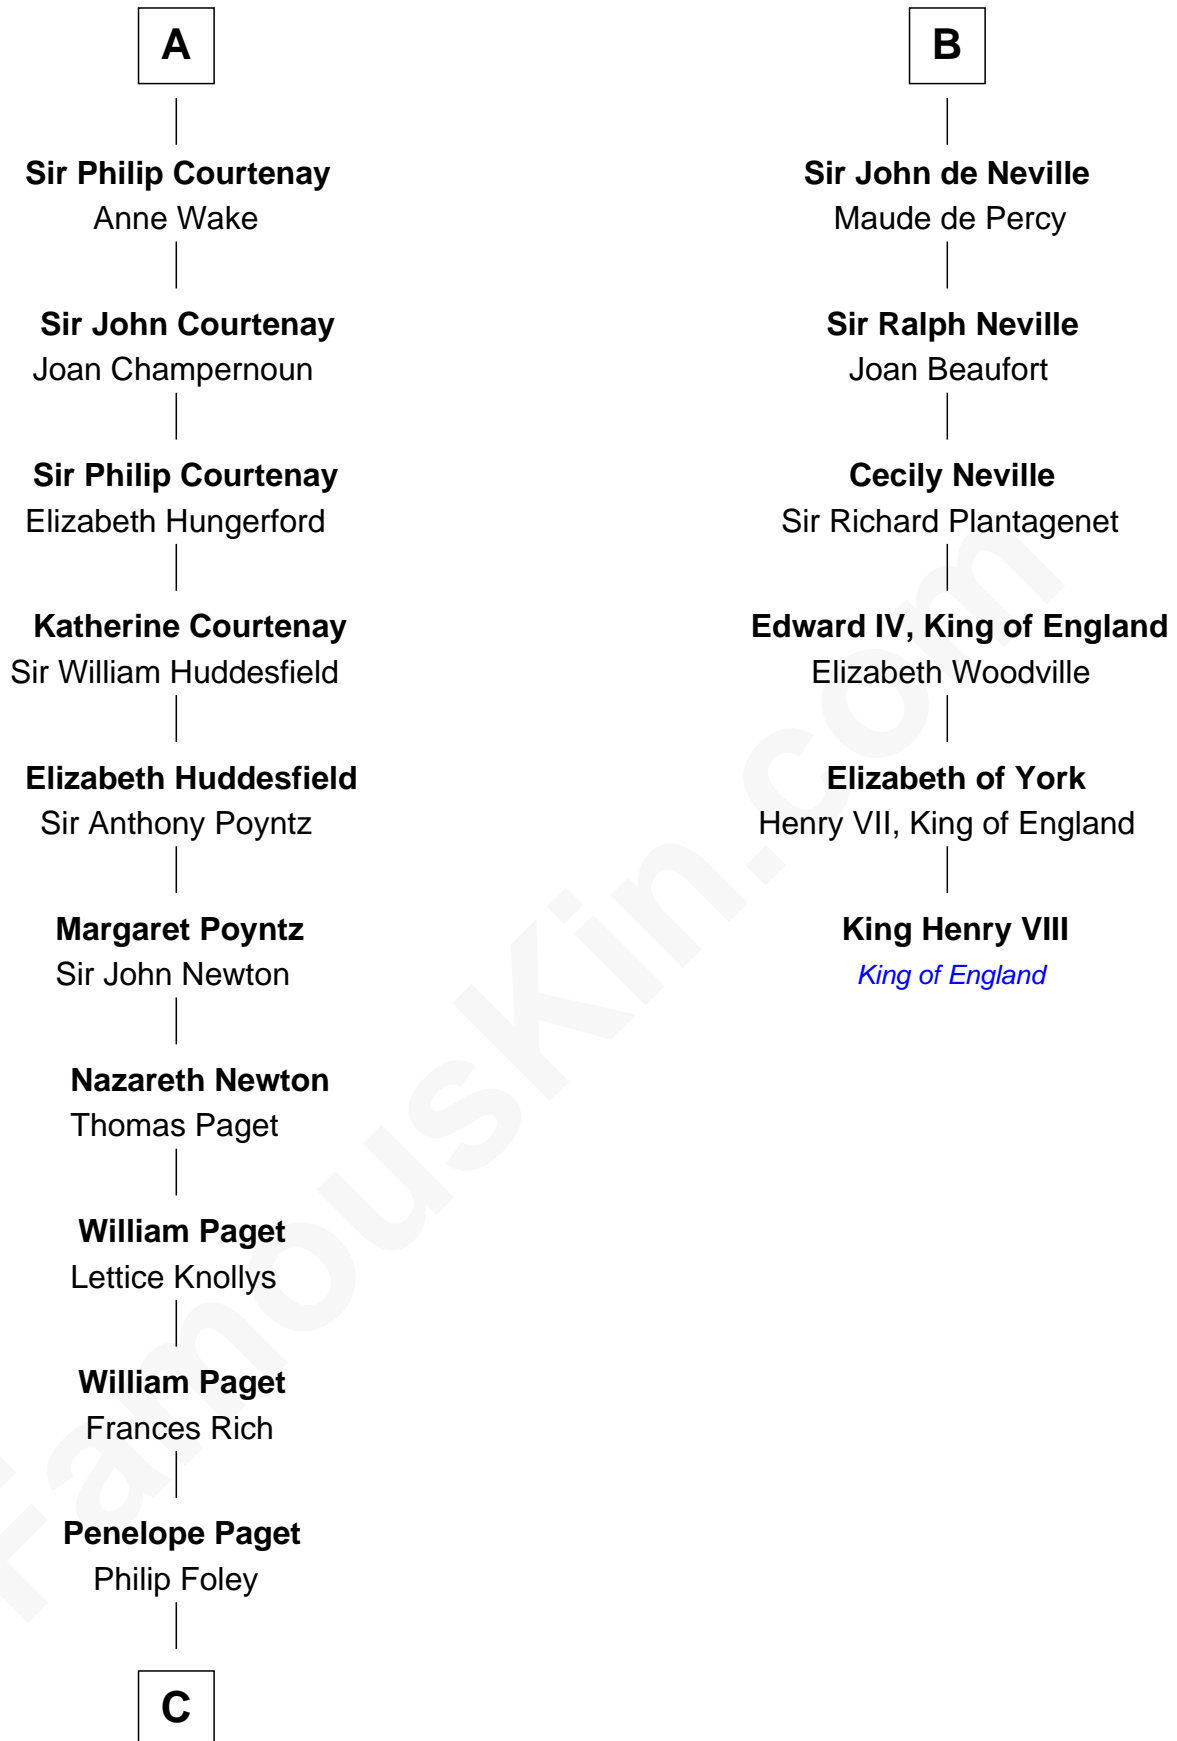 A
Sir Philip Courtenay
Anne Wake
Sir John Courtenay
Joan Champernoun
Sir Philip Courtenay
Elizabeth Hungerford
Katherine Courtenay
Sir William Huddesfield
Elizabeth Huddesfield
Sir Anthony Poyntz
Margaret Poyntz
Sir John Newton
Nazareth Newton
Thomas Paget
William Paget
Lettice Knollys
William Paget
Frances Rich
Penelope Paget
Philip Foley
C
B
Sir John de Neville
Maude de Percy
Sir Ralph Neville
Joan Beaufort
Cecily Neville
Sir Richard Plantagenet
Edward IV, King of England
Elizabeth Woodville
Elizabeth of York
Henry VII, King of England
King Henry VIII
King of England
FamousKin.com